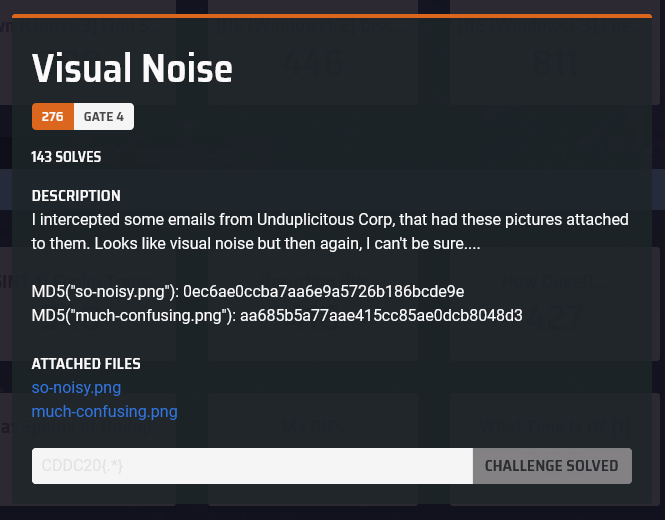 Visual Noise
276 GATE 4
143 SOLVES
DESCRIPTION
I intercepted some emails from Unduplicitous Corp, that had these pictures attached
to them. Looks like visual noise but then again, I can't be sure....
MD5("so-noisy.png"): 0ec6ae0ccba7aa6e9a5726b186bcde9e
MD5("much-confusing.png"): aa685b5a77aae415cc85ae0dcb8048d3
ATTACHED FILES
so-noisy.png
much-confusing.png
CDDC20{.*} CHALLENGE SOLVED